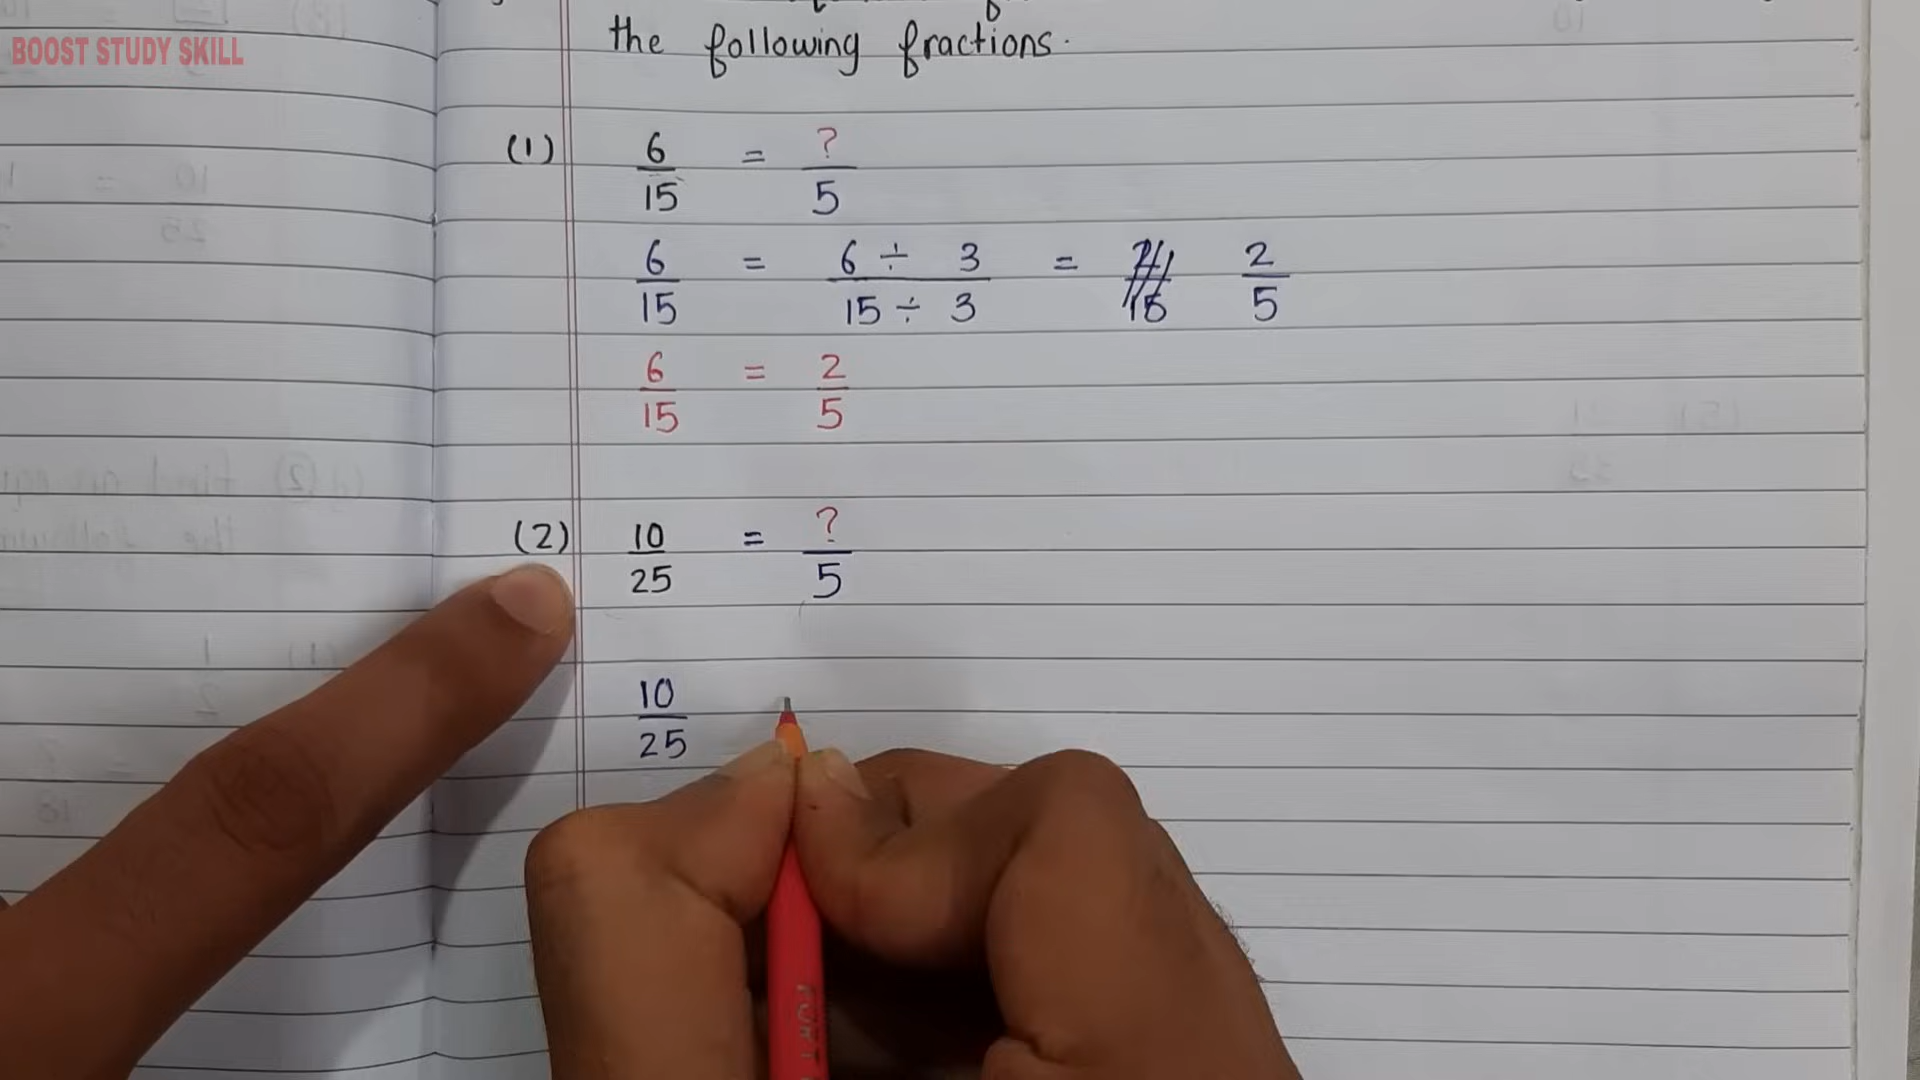 BOOST STUDY SKILL
the following fractions.
(1) 6/15 = ?/5
6/15 = 6 ÷ 3 / 15 ÷ 3 = 2/5
6/15 = 2/5
(2) 10/25 = ?/5
10/25